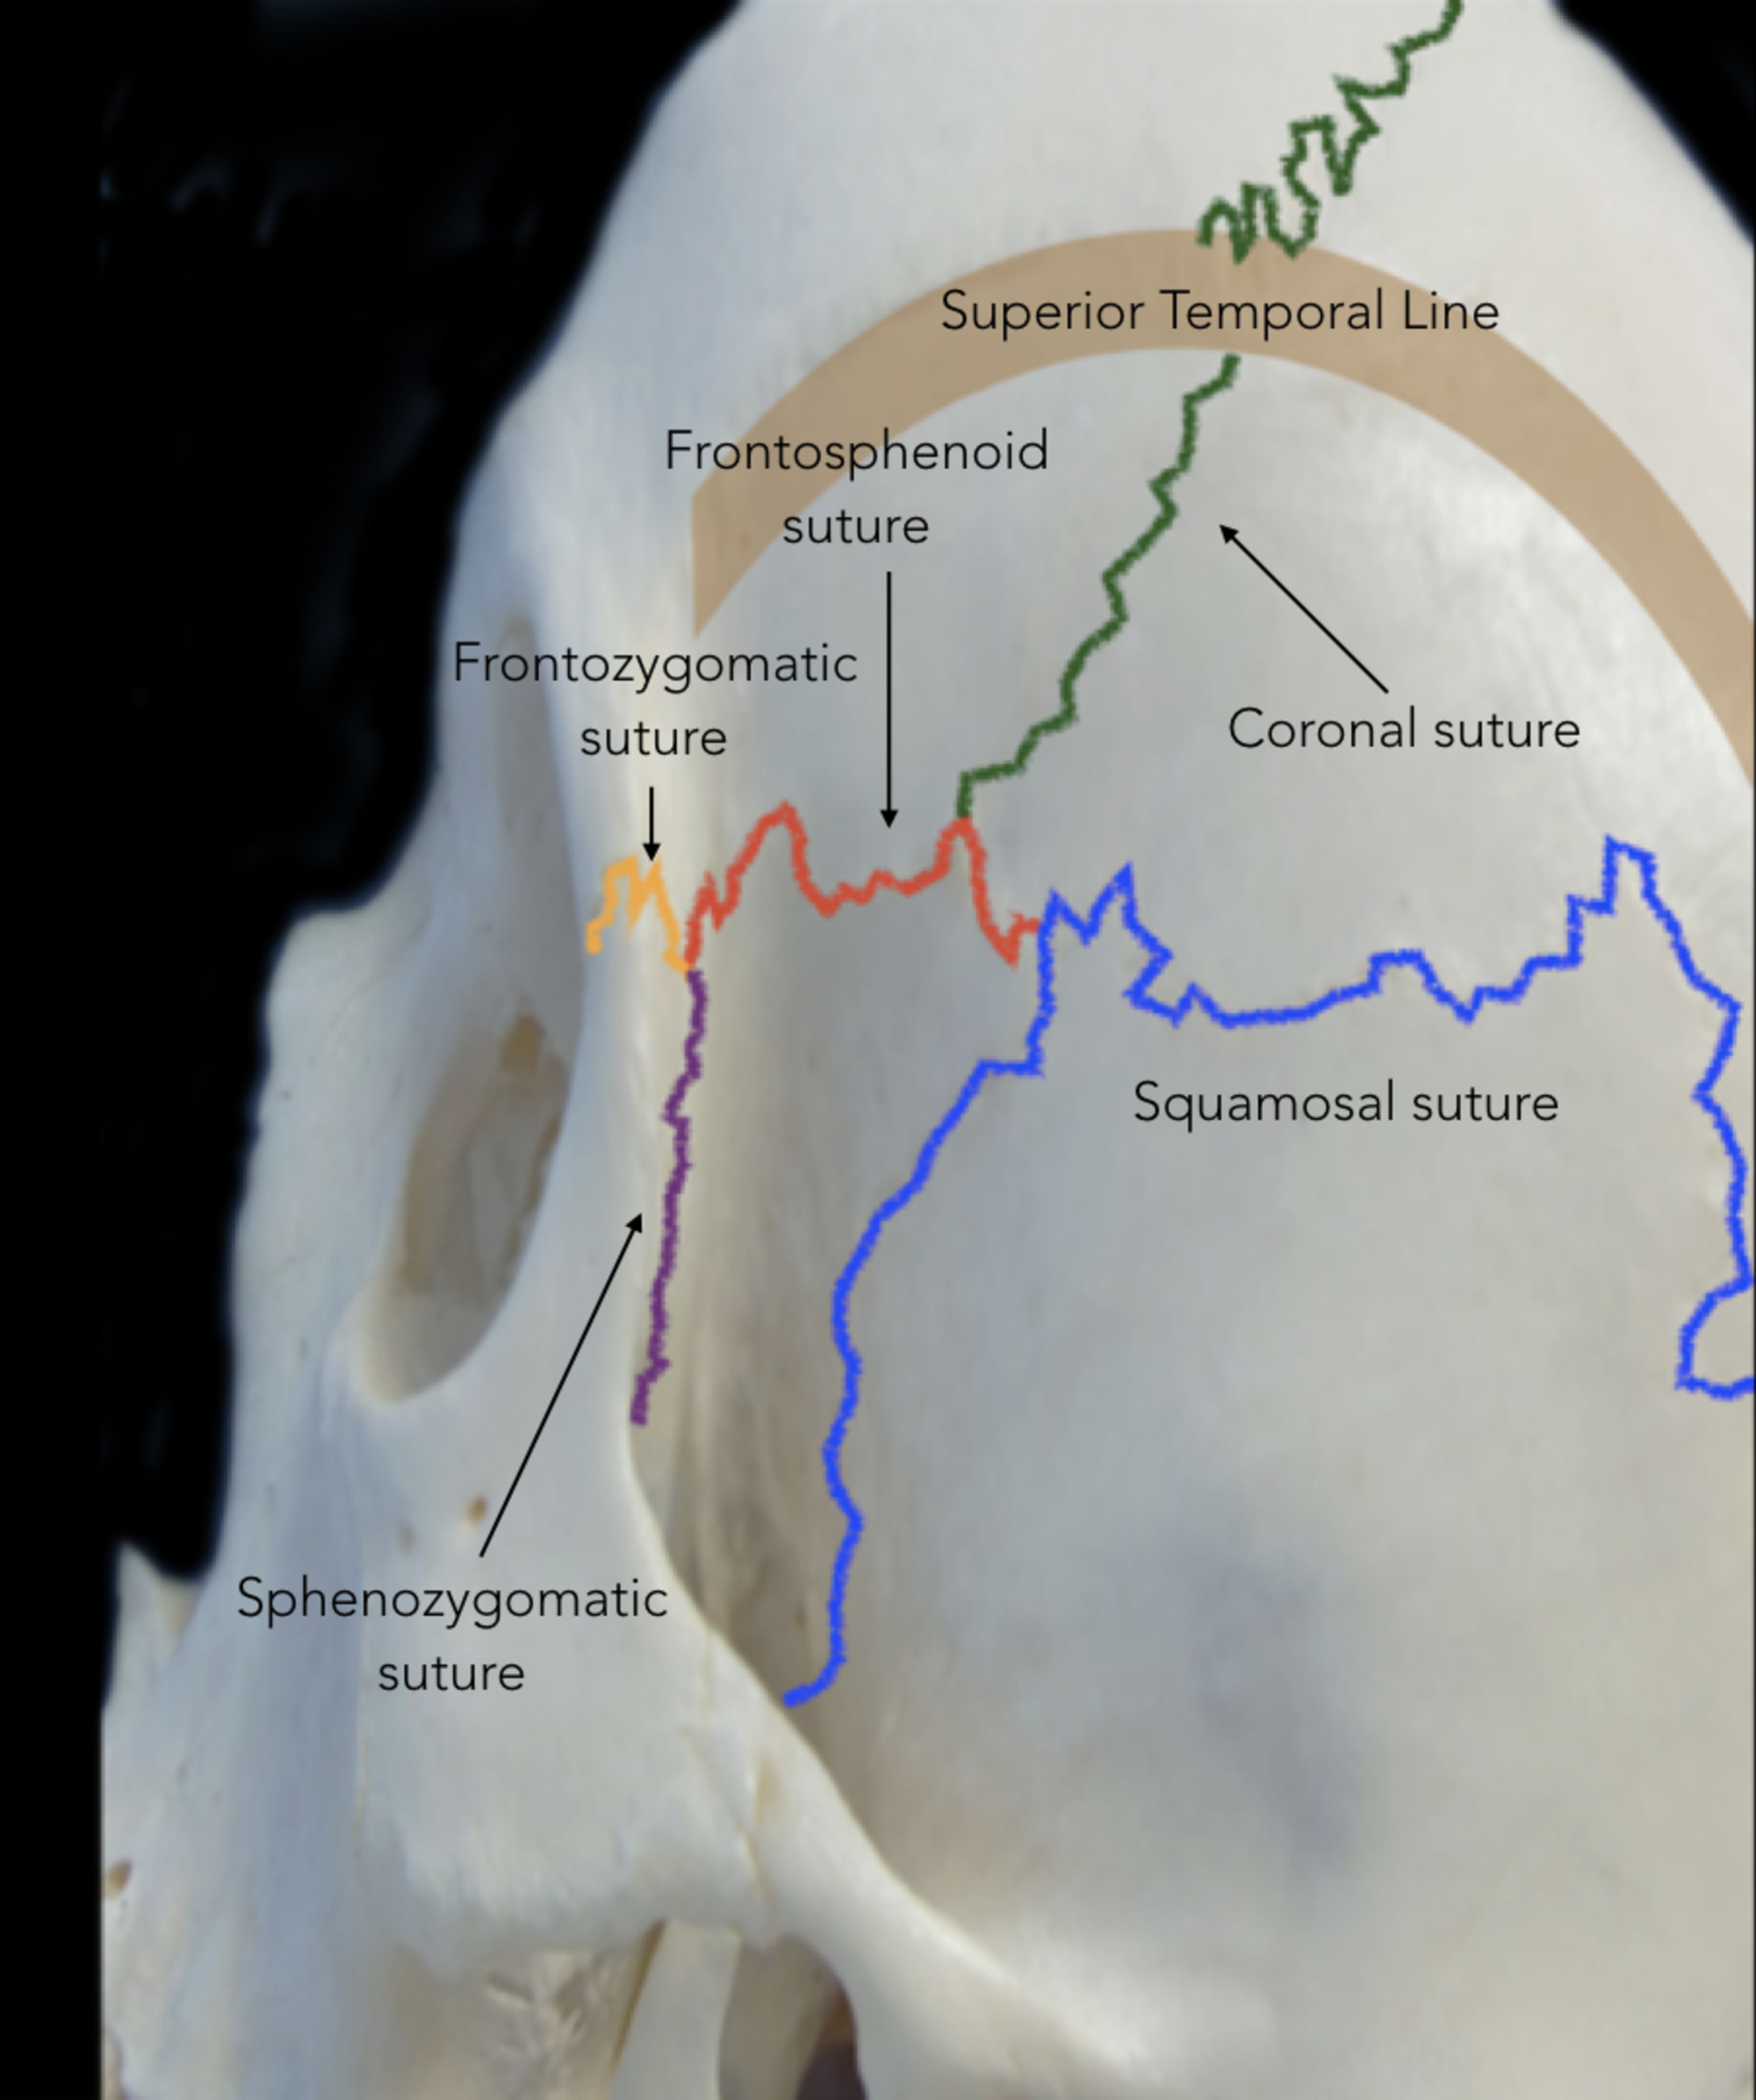 Superior Temporal Line
Frontosphenoid
suture
Frontozygomatic
suture
Coronal suture
Squamosal suture
Sphenozygomatic
suture